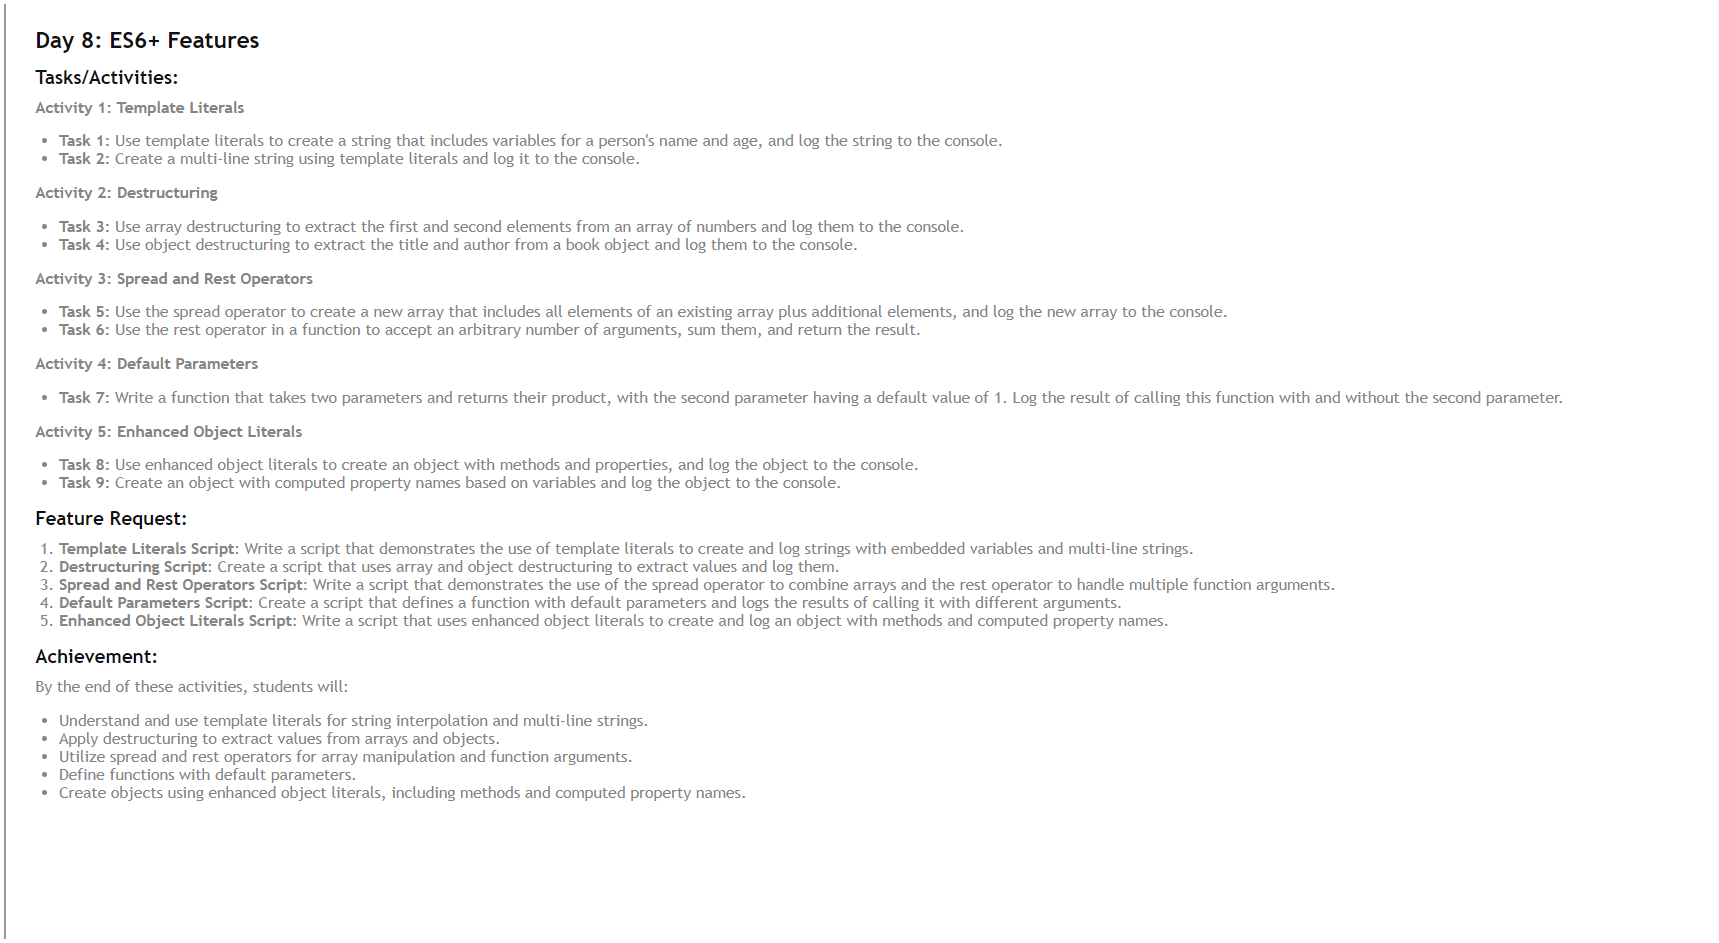 Day 8: ES6+ Features
Tasks/Activities:
Activity 1: Template Literals
• Task 1: Use template literals to create a string that includes variables for a person's name and age, and log the string to the console.
• Task 2: Create a multi-line string using template literals and log it to the console.
Activity 2: Destructuring
• Task 3: Use array destructuring to extract the first and second elements from an array of numbers and log them to the console.
• Task 4: Use object destructuring to extract the title and author from a book object and log them to the console.
Activity 3: Spread and Rest Operators
• Task 5: Use the spread operator to create a new array that includes all elements of an existing array plus additional elements, and log the new array to the console.
• Task 6: Use the rest operator in a function to accept an arbitrary number of arguments, sum them, and return the result.
Activity 4: Default Parameters
• Task 7: Write a function that takes two parameters and returns their product, with the second parameter having a default value of 1. Log the result of calling this function with and without the second parameter.
Activity 5: Enhanced Object Literals
• Task 8: Use enhanced object literals to create an object with methods and properties, and log the object to the console.
• Task 9: Create an object with computed property names based on variables and log the object to the console.
Feature Request:
1. Template Literals Script: Write a script that demonstrates the use of template literals to create and log strings with embedded variables and multi-line strings.
2. Destructuring Script: Create a script that uses array and object destructuring to extract values and log them.
3. Spread and Rest Operators Script: Write a script that demonstrates the use of the spread operator to combine arrays and the rest operator to handle multiple function arguments.
4. Default Parameters Script: Create a script that defines a function with default parameters and logs the results of calling it with different arguments.
5. Enhanced Object Literals Script: Write a script that uses enhanced object literals to create and log an object with methods and computed property names.
Achievement:
By the end of these activities, students will:
• Understand and use template literals for string interpolation and multi-line strings.
• Apply destructuring to extract values from arrays and objects.
• Utilize spread and rest operators for array manipulation and function arguments.
• Define functions with default parameters.
• Create objects using enhanced object literals, including methods and computed property names.